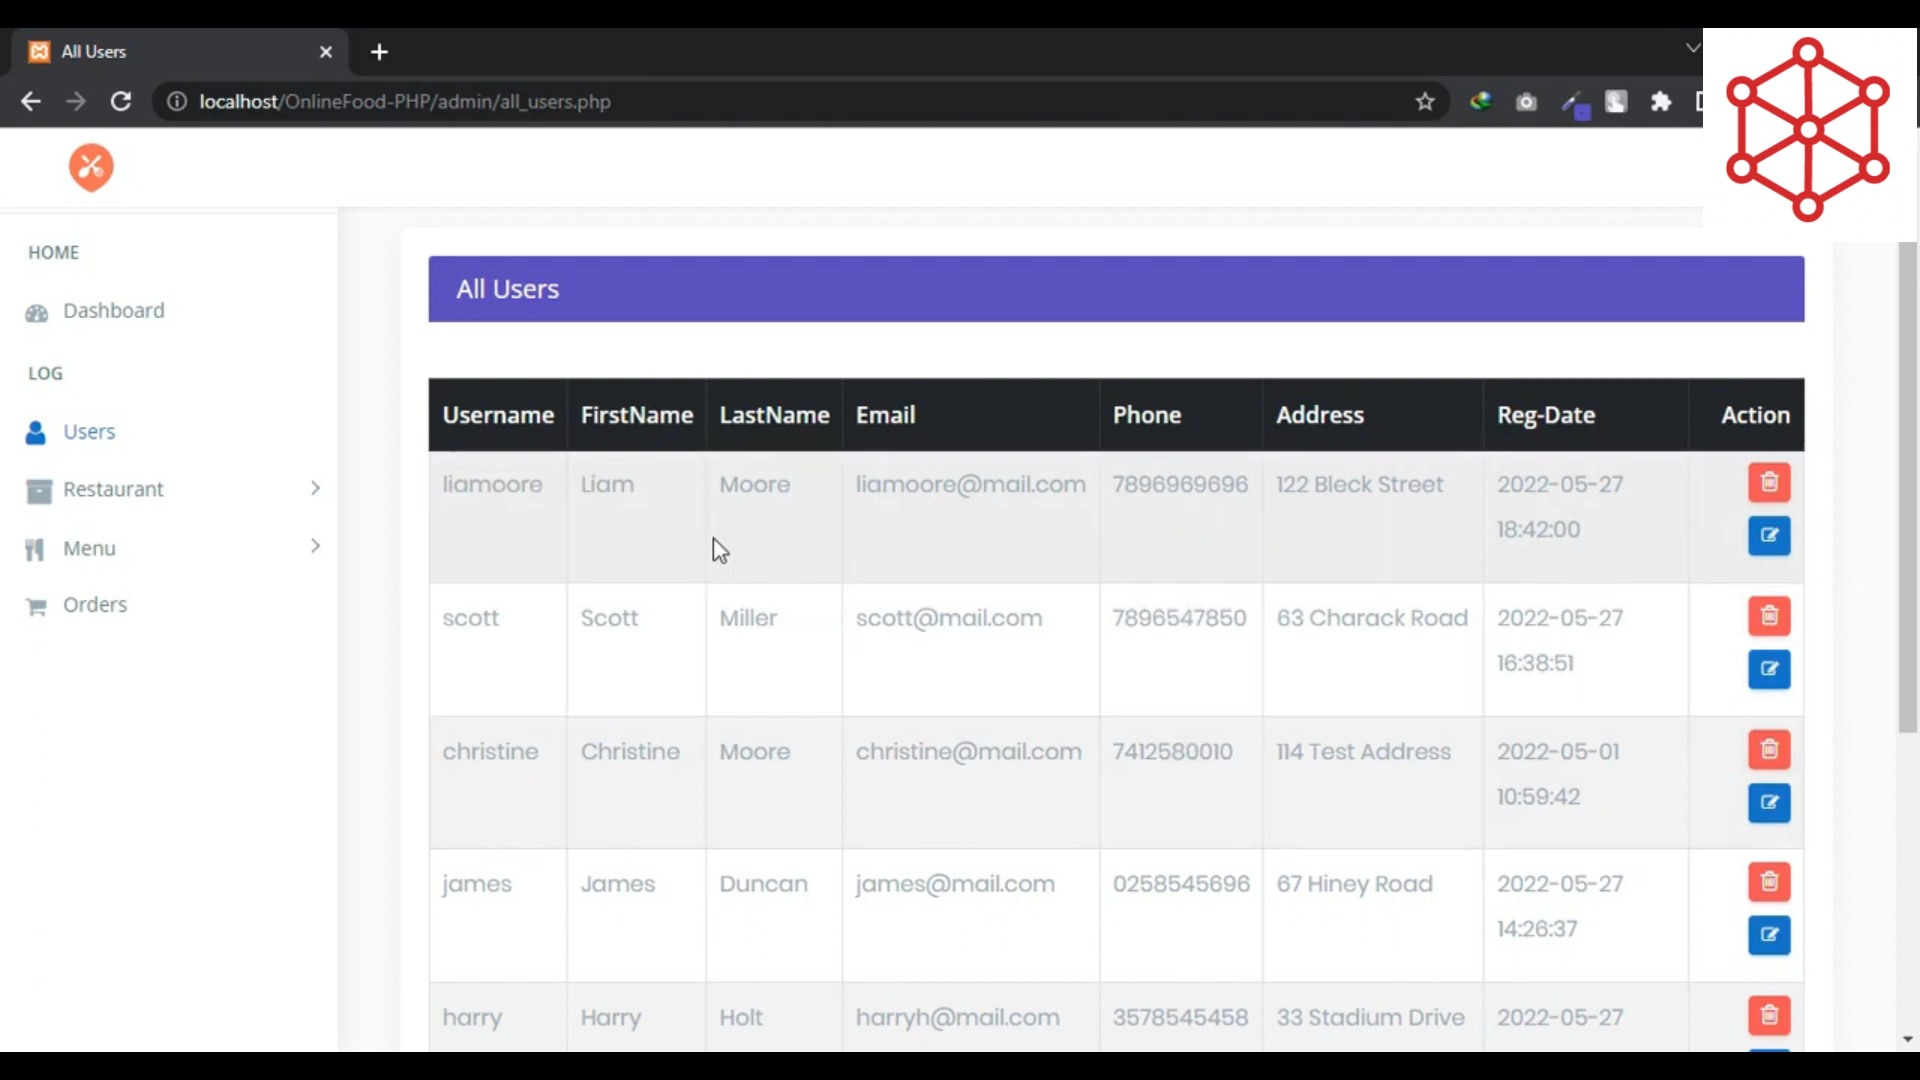 All Users
localhost/OnlineFood-PHP/admin/all_users.php
HOME
Dashboard
LOG
Users
Restaurant
Menu
Orders
All Users
Username FirstName LastName Email Phone Address Reg-Date Action
liamoore Liam Moore liamoore@mail.com 7896969696 122 Bleck Street 2022-05-27
18:42:00
scott Scott Miller scott@mail.com 7896547850 63 Charack Road 2022-05-27
16:38:51
christine Christine Moore christine@mail.com 7412580010 114 Test Address 2022-05-01
10:59:42
james James Duncan james@mail.com 0258545696 67 Hiney Road 2022-05-27
14:26:37
harry Harry Holt harryh@mail.com 3578545458 33 Stadium Drive 2022-05-27